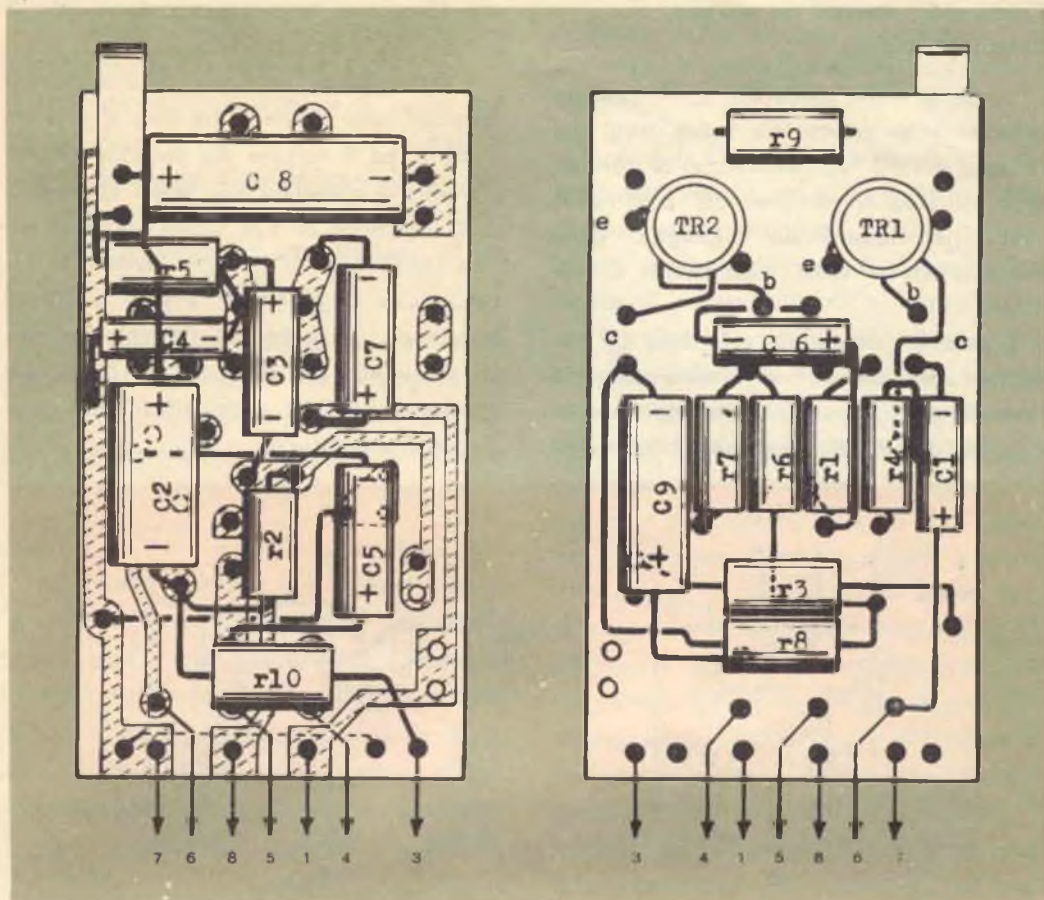 + C 8 −
r5
+ C4 −
+ C3 −
− C7 +
+ C2 −
r2
+ C5
r10
7 6 8 5 1 4 3
r9
TR2
TR1
e
e
b
b
c
c
− C 6 +
− C9 +
r7
r6
r1
r4
− C1 +
r3
r8
3 4 1 5 8 6 7